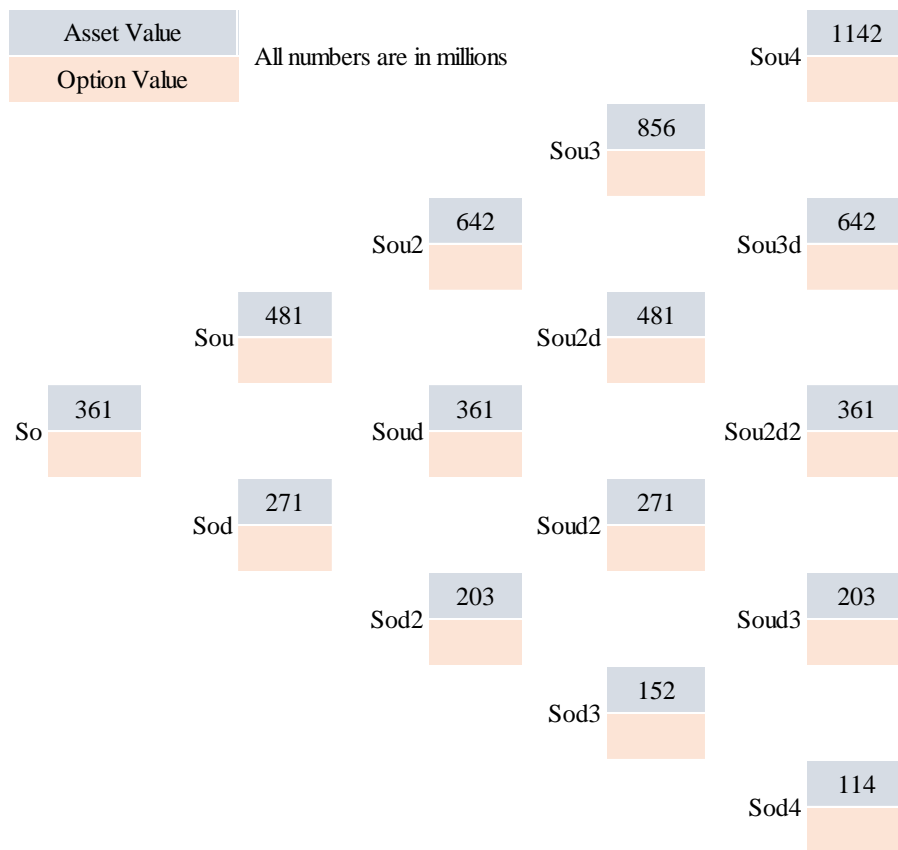 Asset Value
Option Value
All numbers are in millions
Sou4
1142
Sou3
856
Sou2
642
Sou3d
642
Sou
481
Sou2d
481
So
361
Soud
361
Sou2d2
361
Sod
271
Soud2
271
Sod2
203
Soud3
203
Sod3
152
Sod4
114